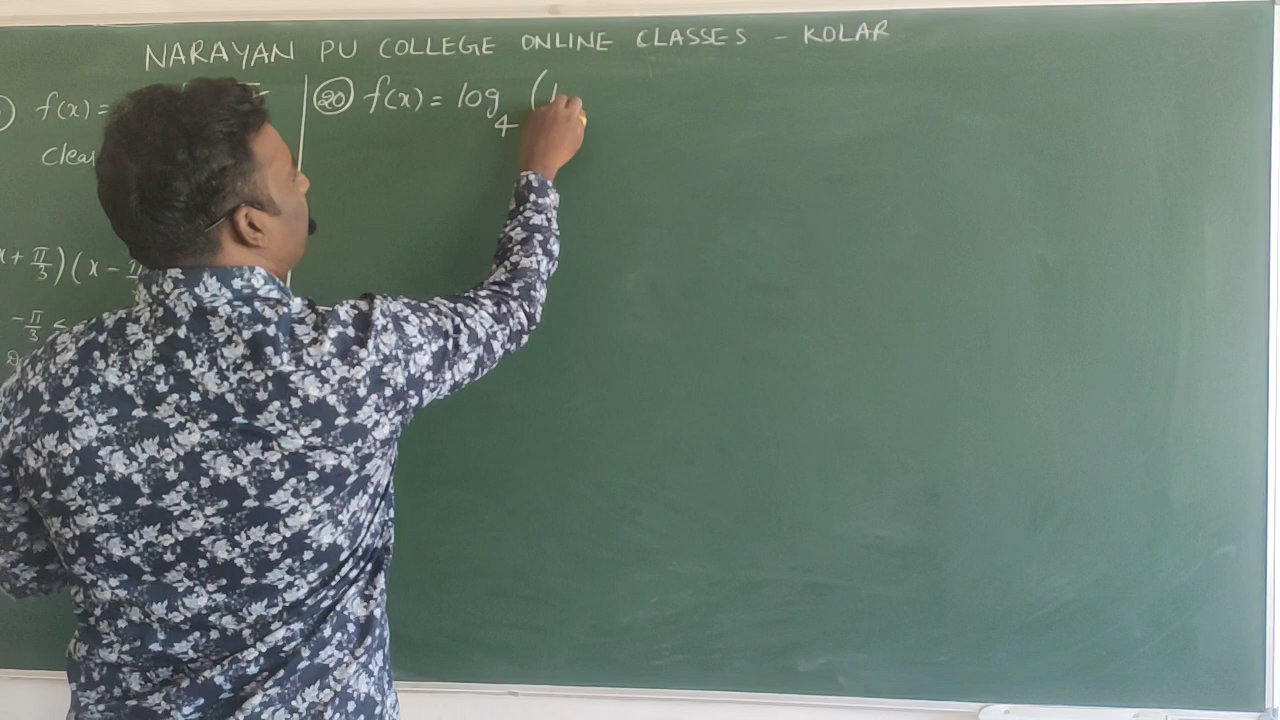 NARAYAN PU COLLEGE ONLINE CLASSES - KOLAR
f(x) =
Clea
x + π/3) (x -
-π/3 ≤
20 f(x) = log₄ (